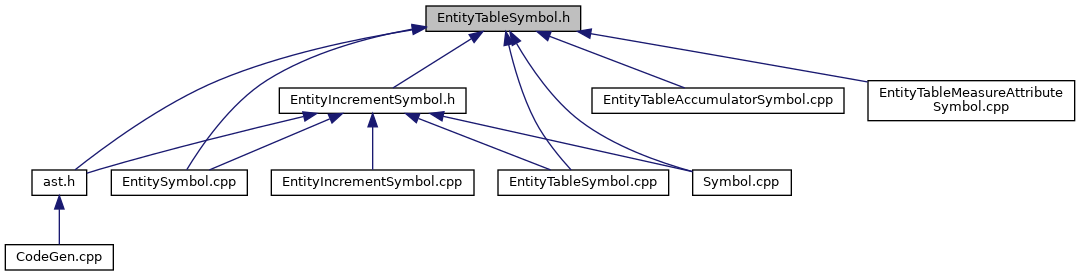 EntityTableSymbol.h
EntityIncrementSymbol.h
EntityTableAccumulatorSymbol.cpp
EntityTableMeasureAttribute
Symbol.cpp
ast.h
EntitySymbol.cpp
EntityIncrementSymbol.cpp
EntityTableSymbol.cpp
Symbol.cpp
CodeGen.cpp